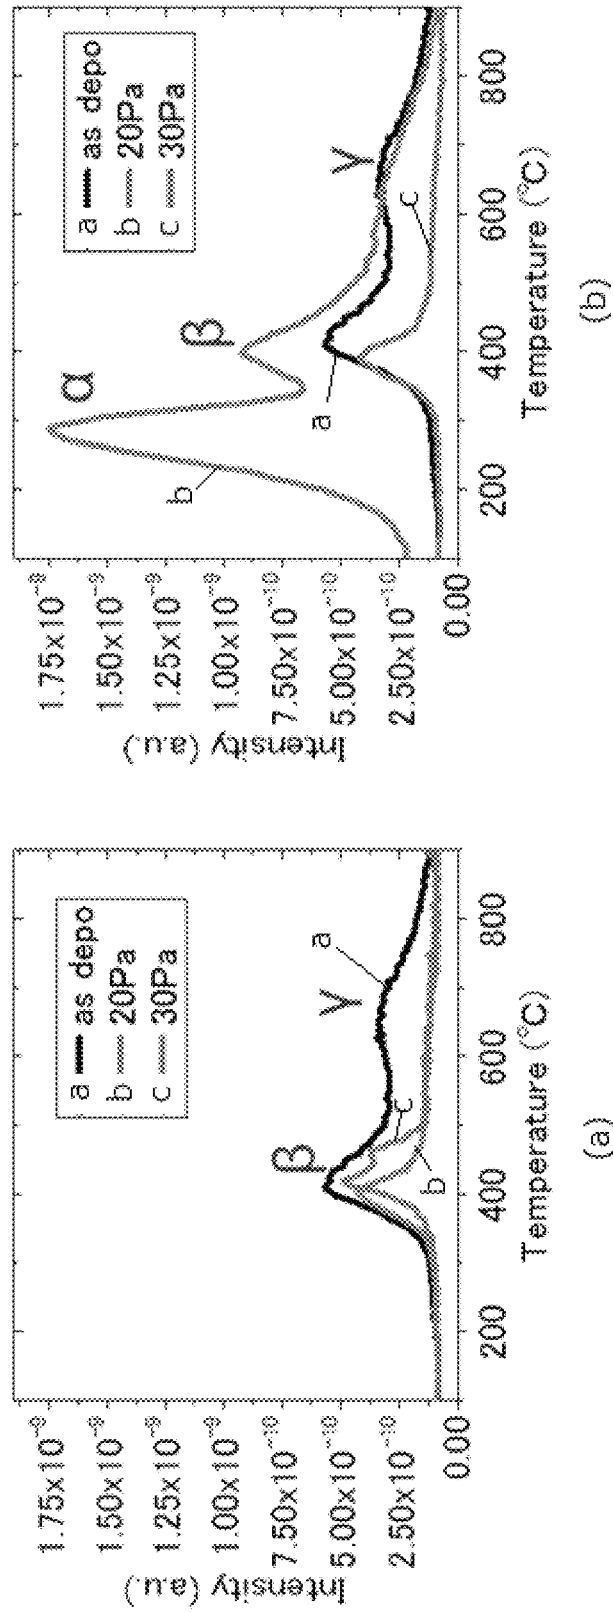 Intensity (a.u.)
1.75x10⁻⁹
1.50x10⁻⁹
1.25x10⁻⁹
1.00x10⁻⁹
7.50x10⁻¹⁰
5.00x10⁻¹⁰
2.50x10⁻¹⁰
0.00
a as depo
b 20Pa
c 30Pa
β
γ
a
b
c
200 400 600 800
Temperature (°C)
(a)
Intensity (a.u.)
1.75x10⁻⁹
1.50x10⁻⁹
1.25x10⁻⁹
1.00x10⁻⁹
7.50x10⁻¹⁰
5.00x10⁻¹⁰
2.50x10⁻¹⁰
0.00
a as depo
b 20Pa
c 30Pa
α
β
γ
b
a
c
200 400 600 800
Temperature (°C)
(b)